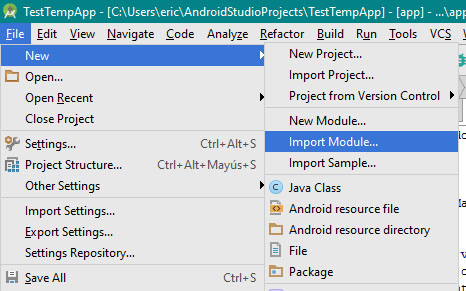 TestTempApp - [C:\Users\eric\AndroidStudioProjects\TestTempApp] - [app] - ...\app
File Edit View Navigate Code Analyze Refactor Build Run Tools VCS
New
Open...
Open Recent
Close Project
Settings... Ctrl+Alt+S
Project Structure... Ctrl+Alt+Mayús+S
Other Settings
Import Settings...
Export Settings...
Settings Repository...
Save All Ctrl+S
New Project...
Import Project...
Project from Version Control
New Module...
Import Module...
Import Sample...
Java Class
Android resource file
Android resource directory
File
Package